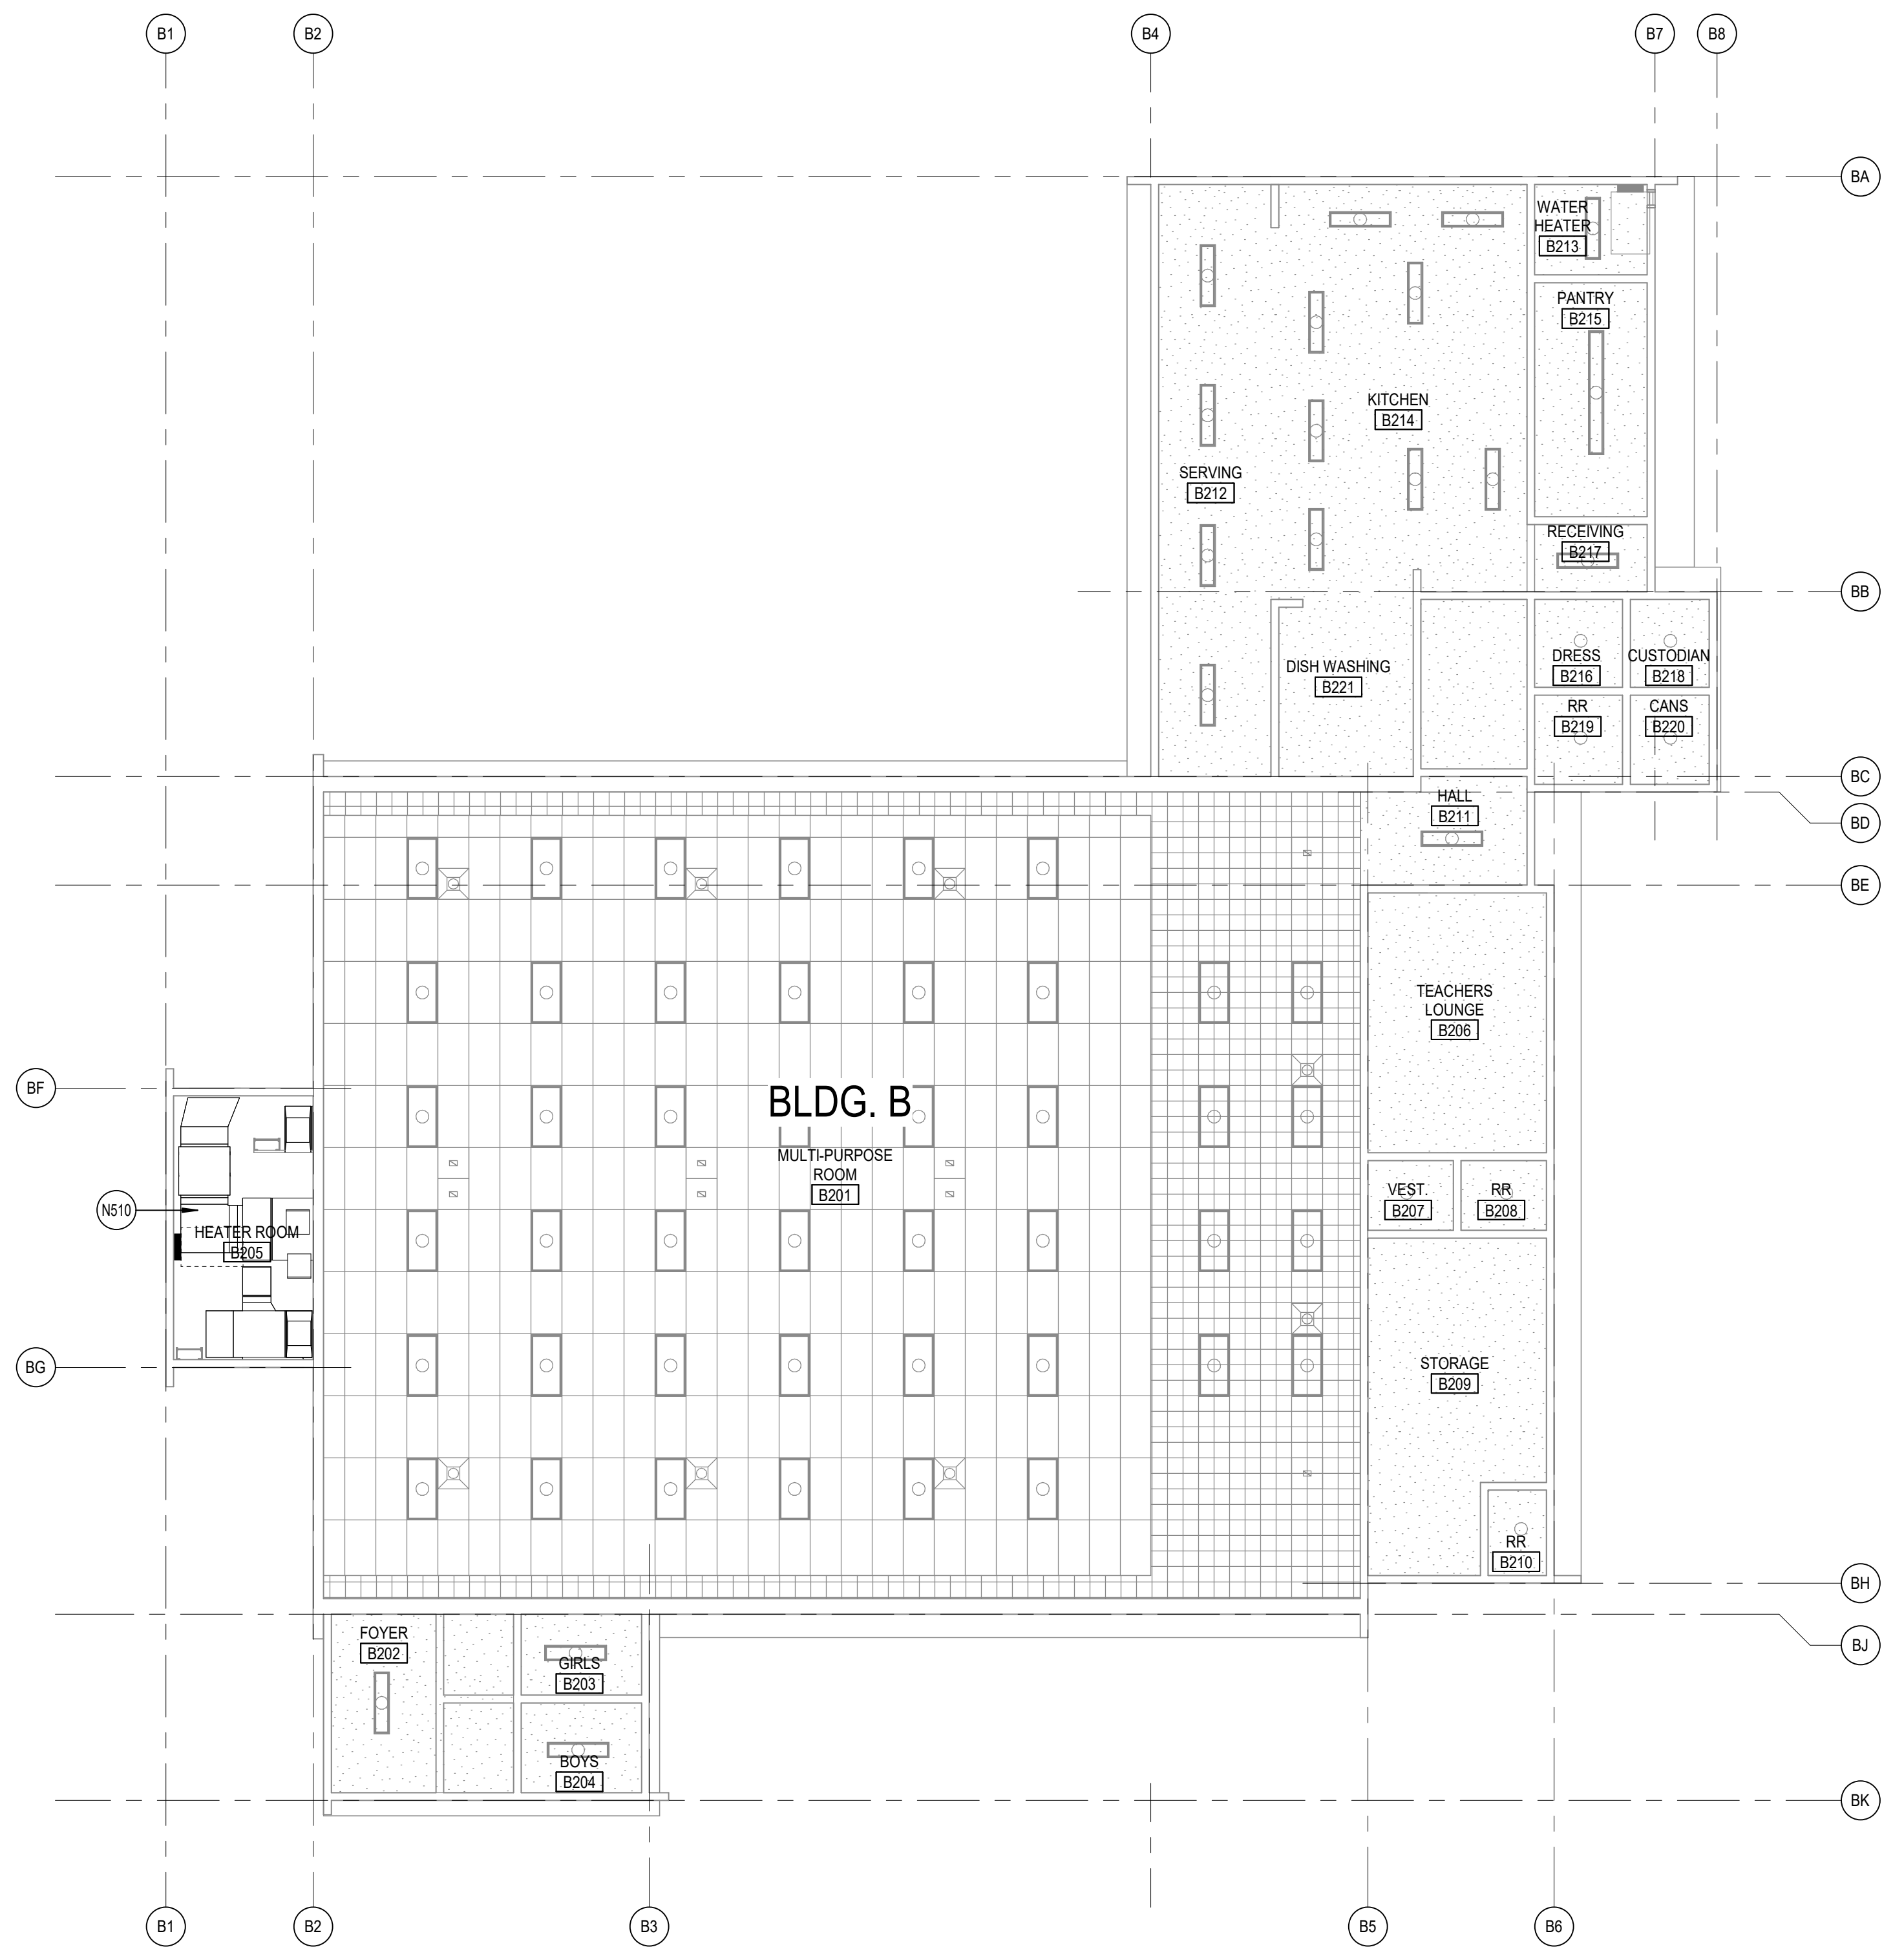 B1
B2
B4
B7
B8
BA
WATER
HEATER
B213
PANTRY
B215
KITCHEN
B214
SERVING
B212
RECEIVING
B217
BB
DISH WASHING
B221
DRESS
B216
CUSTODIAN
B218
RR
B219
CANS
B220
BC
HALL
B211
BD
BE
TEACHERS
LOUNGE
B206
BF
BLDG. B
MULTI-PURPOSE
ROOM
B201
VEST.
B207
RR
B208
N510
HEATER ROOM
B205
BG
STORAGE
B209
RR
B210
BH
FOYER
B202
GIRLS
B203
BJ
BOYS
B204
BK
B1
B2
B3
B5
B6